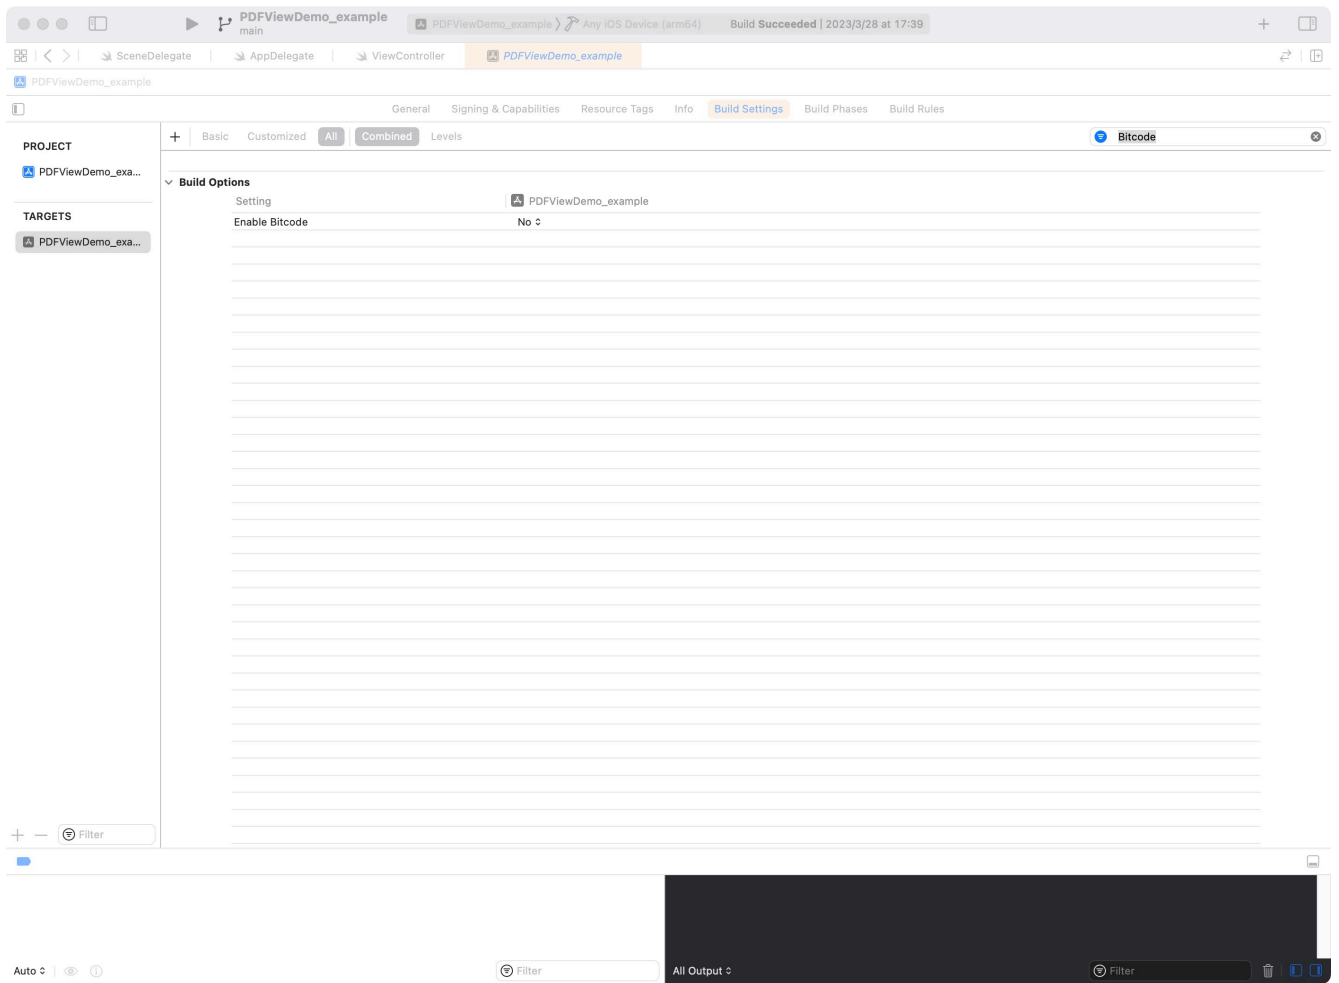 PDFViewDemo_example
main
PDFViewDemo_example
Any iOS Device (arm64)
Build Succeeded | 2023/3/28 at 17:39
SceneDelegate
AppDelegate
ViewController
PDFViewDemo_example
PDFViewDemo_example
General
Signing & Capabilities
Resource Tags
Info
Build Settings
Build Phases
Build Rules
PROJECT
PDFViewDemo_exa...
TARGETS
PDFViewDemo_exa...
Basic
Customized
All
Combined
Levels
Bitcode
Build Options
Setting
PDFViewDemo_example
Enable Bitcode
No
Filter
Auto
Filter
All Output
Filter